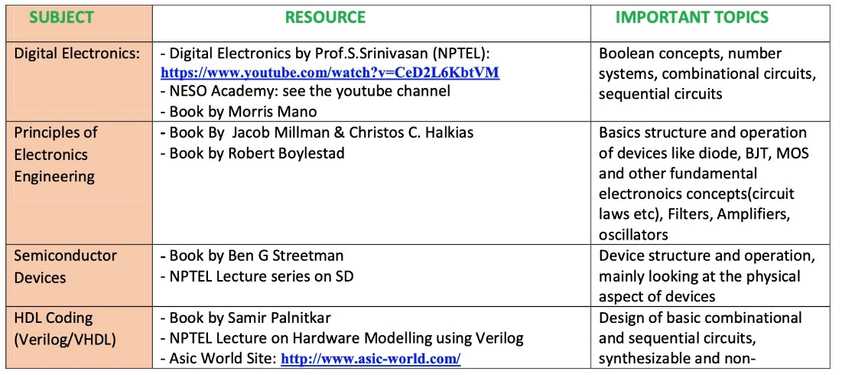 SUBJECT
RESOURCE
IMPORTANT TOPICS
Digital Electronics:
- Digital Electronics by Prof.S.Srinivasan (NPTEL):
https://www.youtube.com/watch?v=CeD2L6KbtVM
- NESO Academy: see the youtube channel
- Book by Morris Mano
Boolean concepts, number
systems, combinational circuits,
sequential circuits
Principles of
Electronics
Engineering
- Book By Jacob Millman & Christos C. Halkias
- Book by Robert Boylestad
Basics structure and operation
of devices like diode, BJT, MOS
and other fundamental
electronoics concepts(circuit
laws etc), Filters, Amplifiers,
oscillators
Semiconductor
Devices
- Book by Ben G Streetman
- NPTEL Lecture series on SD
Device structure and operation,
mainly looking at the physical
aspect of devices
HDL Coding
(Verilog/VHDL)
- Book by Samir Palnitkar
- NPTEL Lecture on Hardware Modelling using Verilog
- Asic World Site: http://www.asic-world.com/
Design of basic combinational
and sequential circuits,
synthesizable and non-